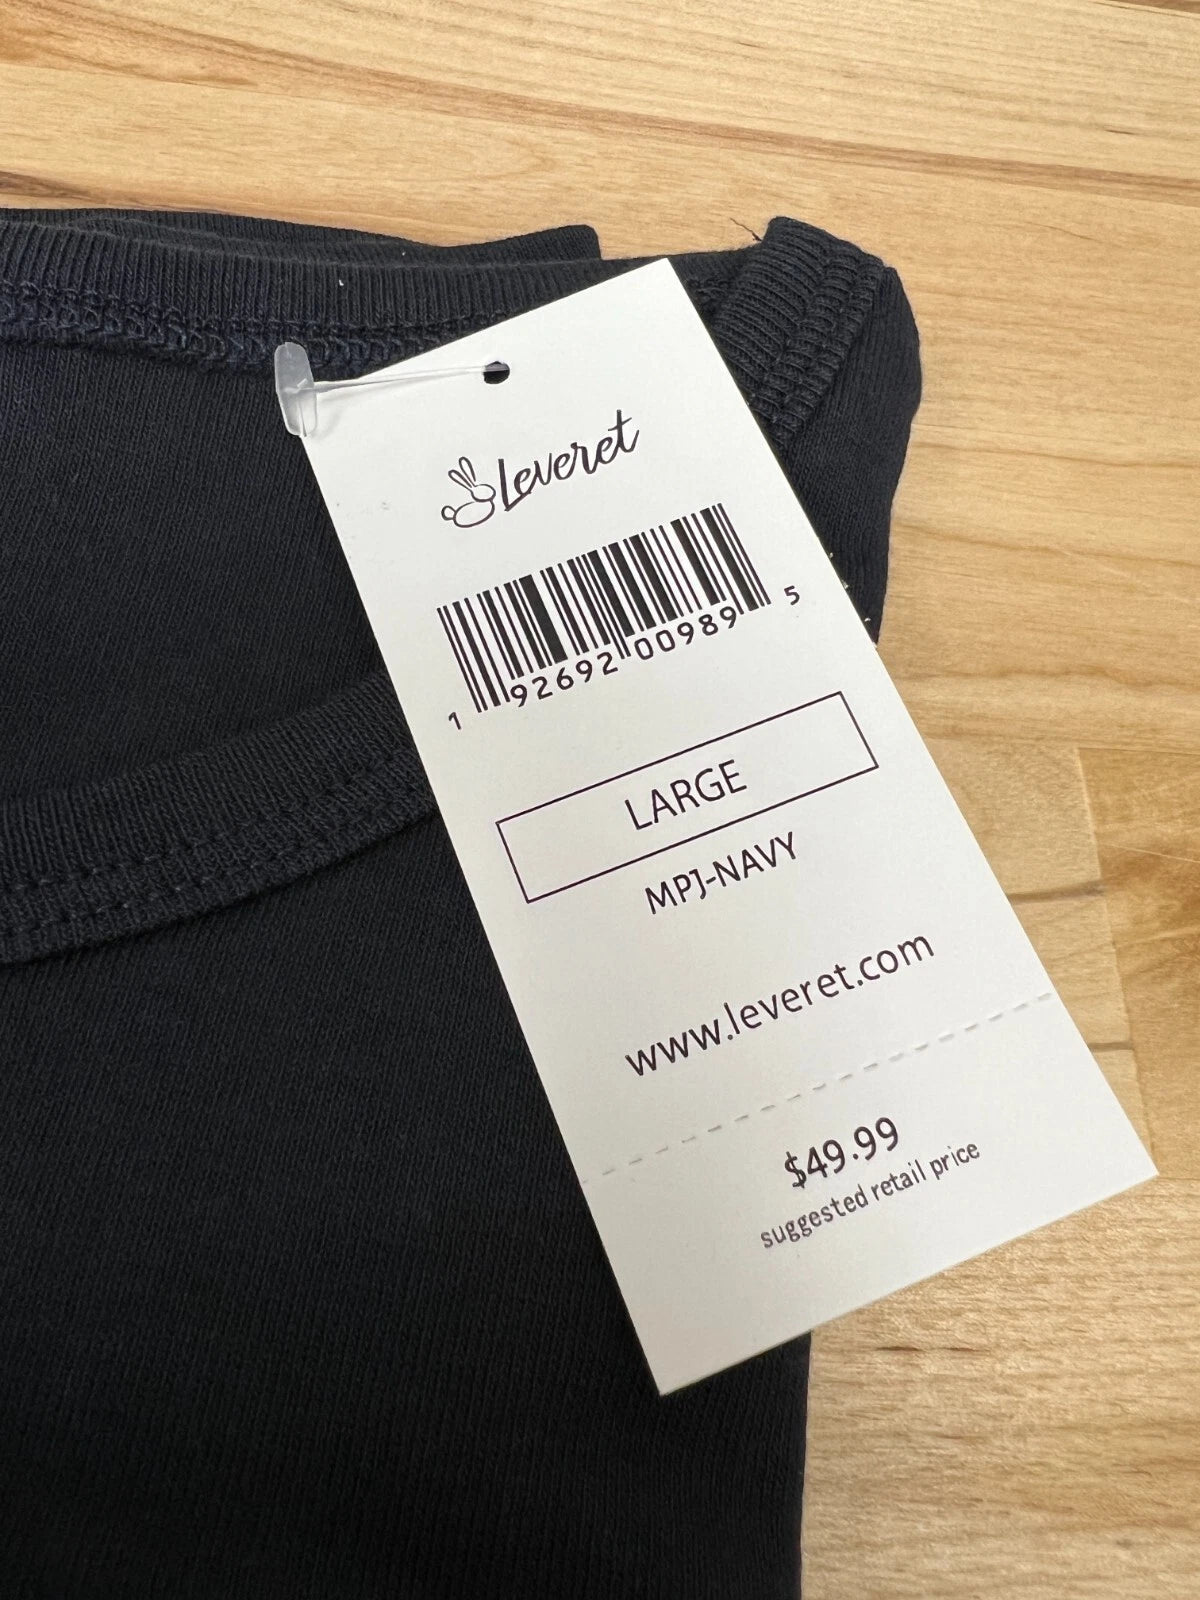 Leveret
1 92692 00989 5
LARGE
MPJ-NAVY
www.leveret.com
$49.99
suggested retail price